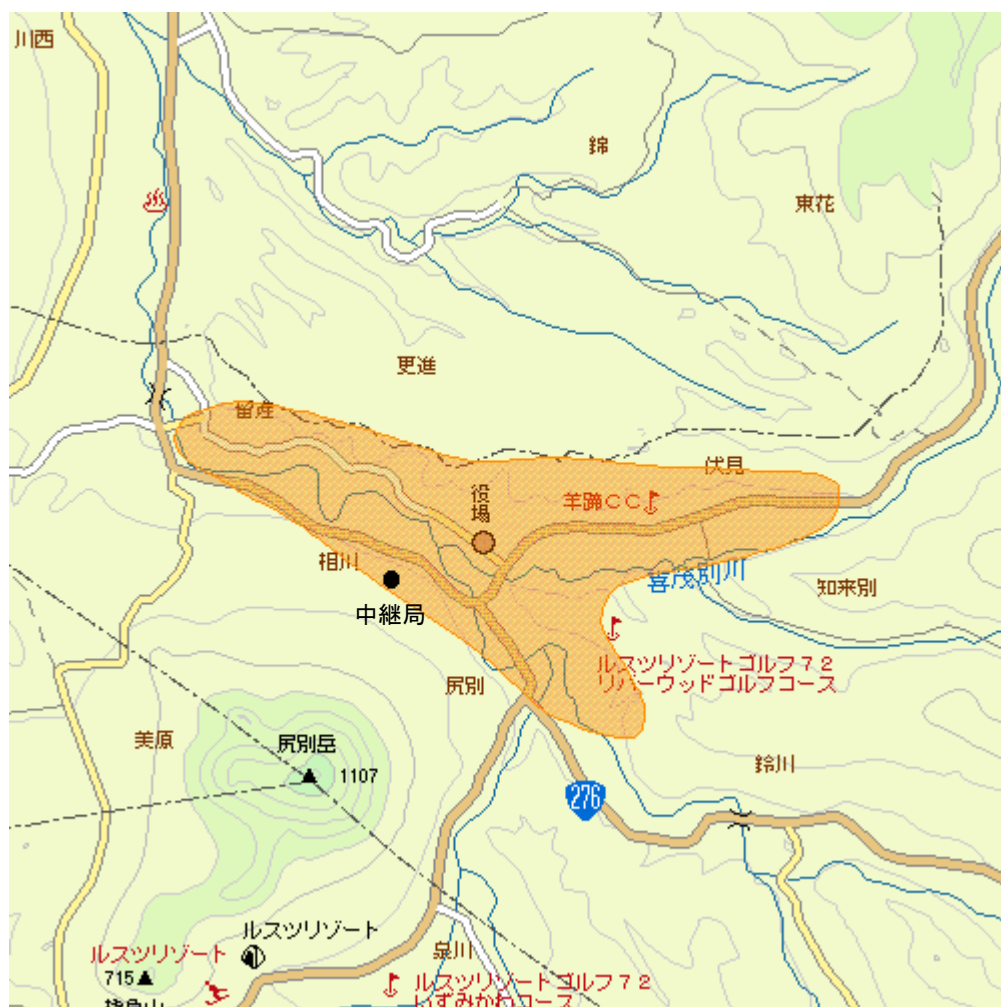 川西
錦
東花
更進
留産
伏見
役場
羊蹄CC
相川
喜茂別川
知来別
中継局
ルスツリゾートゴルフ72
リバーウッドゴルフコース
尻別
美原
尻別岳
1107
鈴川
276
ルスツリゾート
ルスツリゾート
715
泉川
ルスツリゾートゴルフ72
いずみかわコース